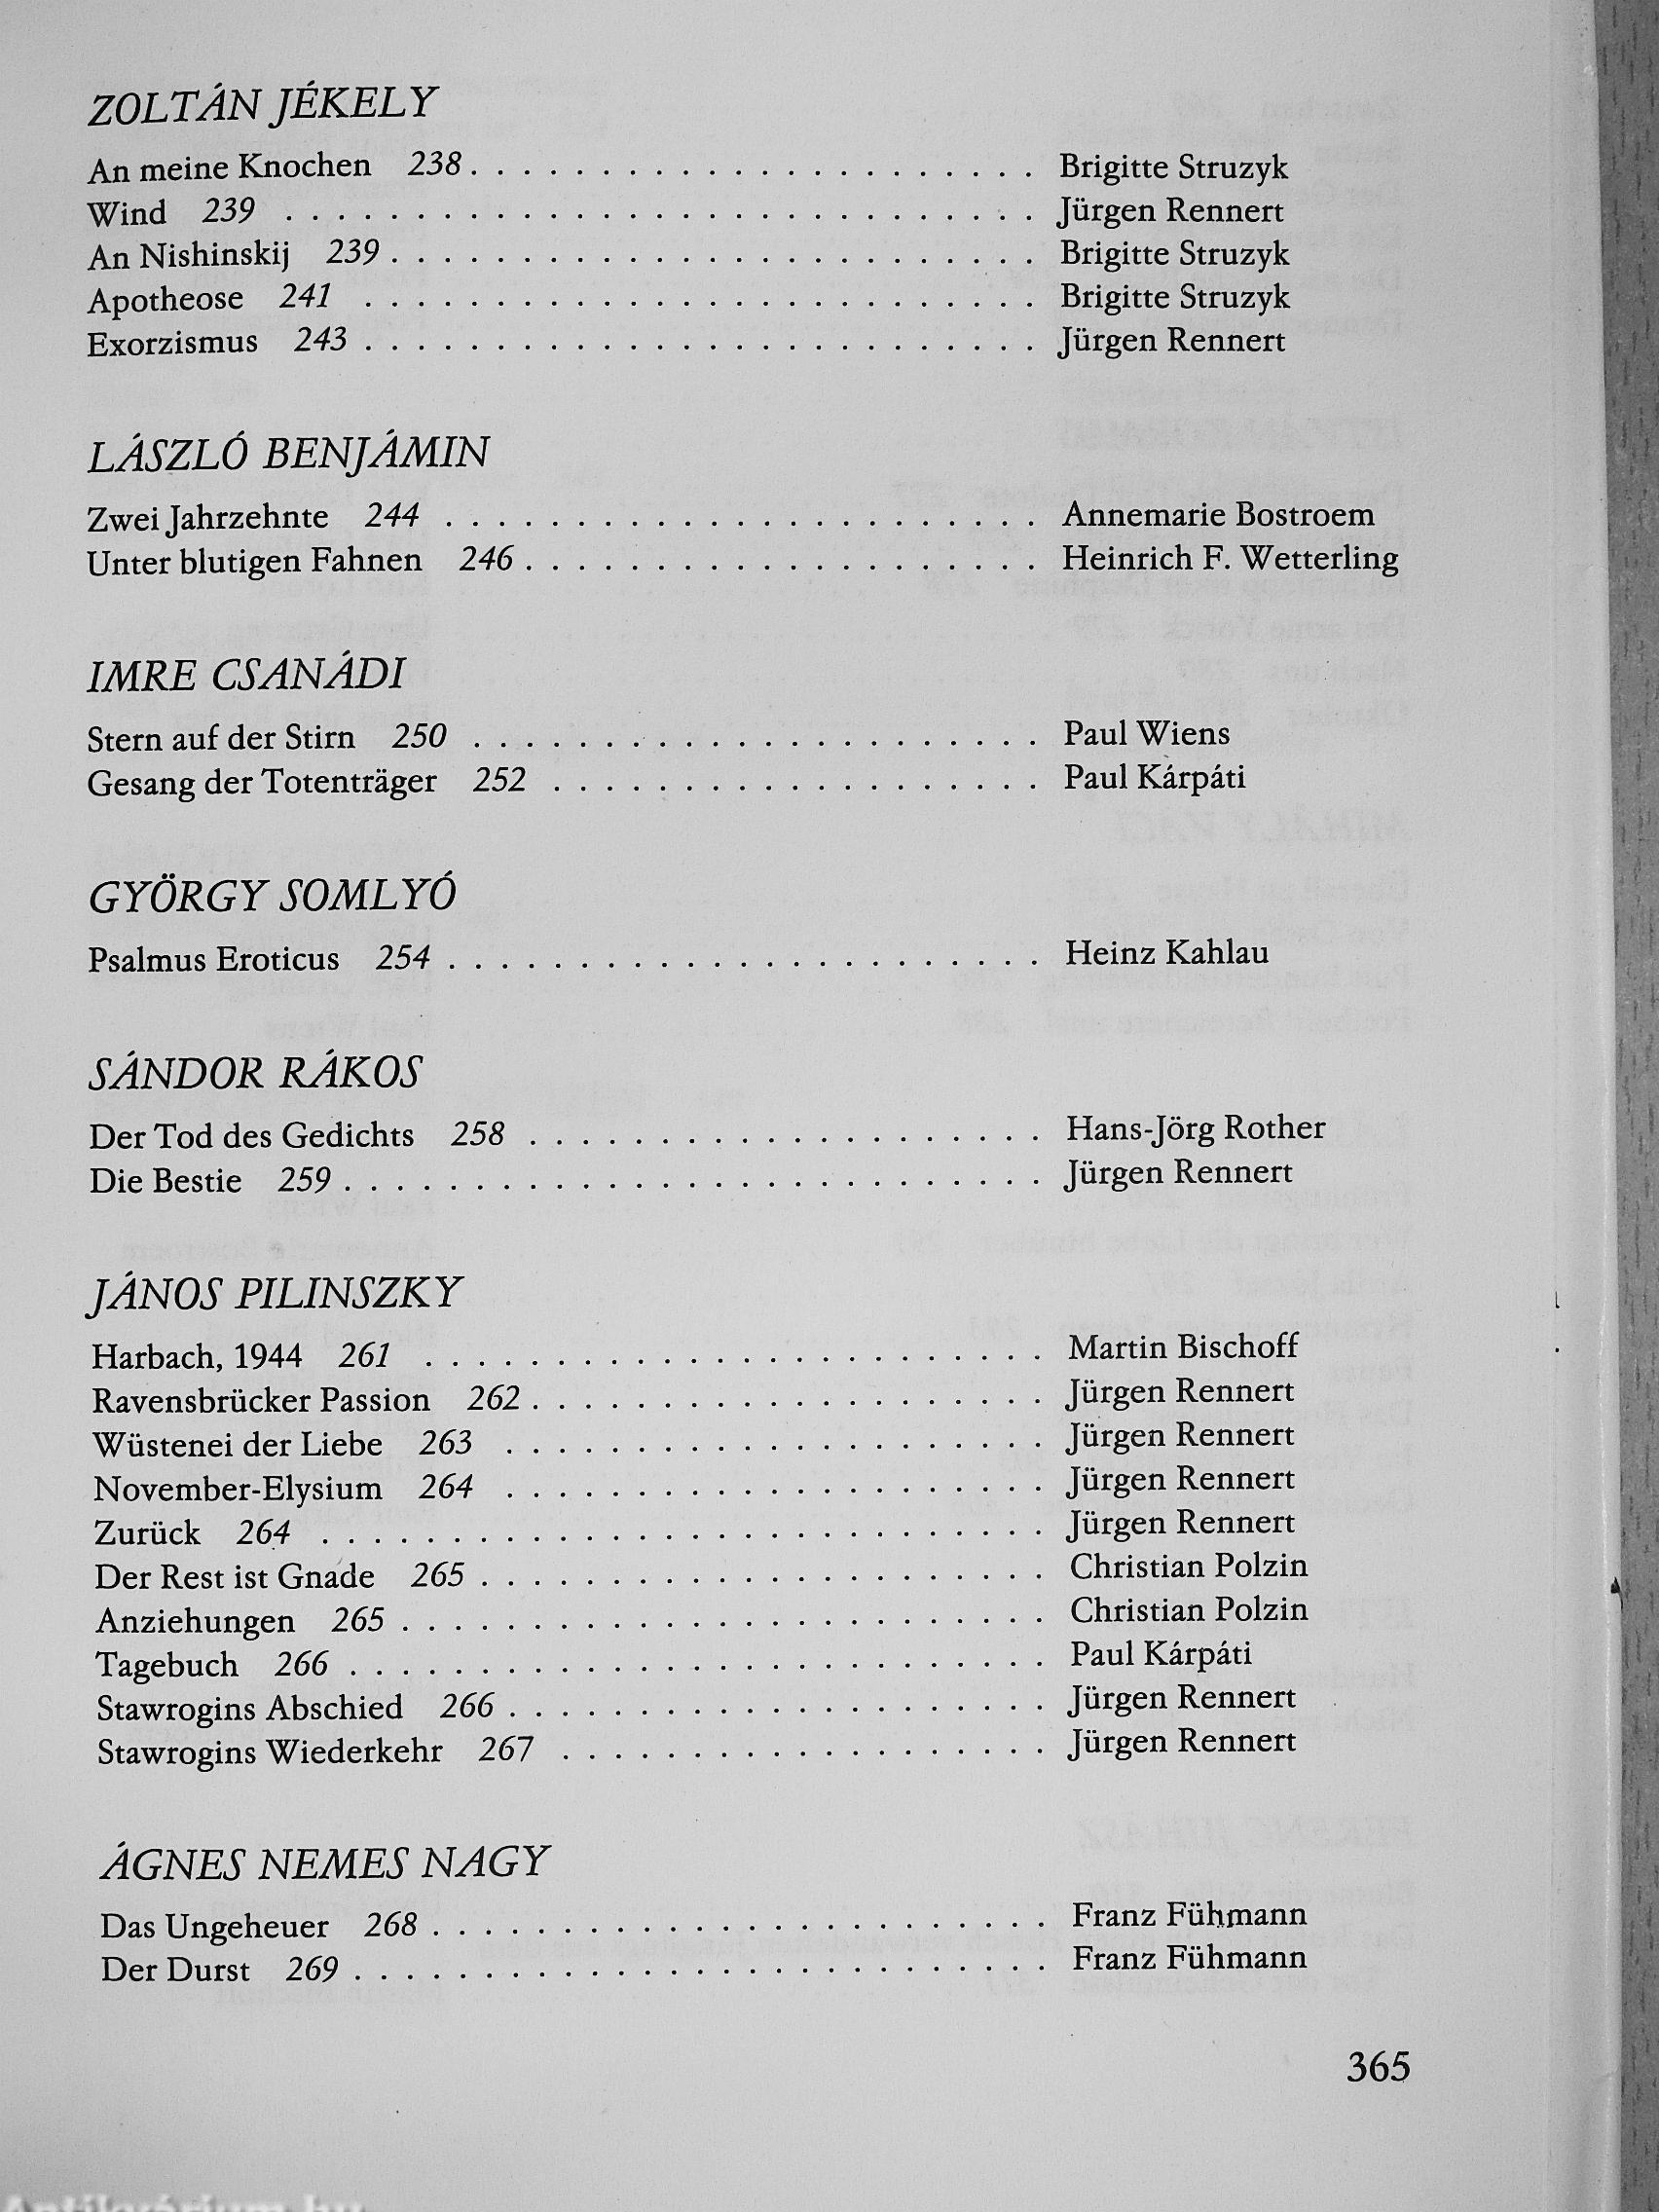 ZOLTÁN JÉKELY
An meine Knochen 238 . . . . . . . . . . . . . . . . . . . . . . Brigitte Struzyk
Wind 239 . . . . . . . . . . . . . . . . . . . . . . . . . . . . . Jürgen Rennert
An Nishinskij 239 . . . . . . . . . . . . . . . . . . . . . . . . . Brigitte Struzyk
Apotheose 241 . . . . . . . . . . . . . . . . . . . . . . . . . . Brigitte Struzyk
Exorzismus 243 . . . . . . . . . . . . . . . . . . . . . . . . . . Jürgen Rennert
LÁSZLÓ BENJÁMIN
Zwei Jahrzehnte 244 . . . . . . . . . . . . . . . . . . . . . . . Annemarie Bostroem
Unter blutigen Fahnen 246 . . . . . . . . . . . . . . . . . . . . Heinrich F. Wetterling
IMRE CSANÁDI
Stern auf der Stirn 250 . . . . . . . . . . . . . . . . . . . . . . Paul Wiens
Gesang der Totenträger 252 . . . . . . . . . . . . . . . . . . . Paul Kárpáti
GYÖRGY SOMLYÓ
Psalmus Eroticus 254 . . . . . . . . . . . . . . . . . . . . . . . Heinz Kahlau
SÁNDOR RÁKOS
Der Tod des Gedichts 258 . . . . . . . . . . . . . . . . . . . . Hans-Jörg Rother
Die Bestie 259 . . . . . . . . . . . . . . . . . . . . . . . . . . . Jürgen Rennert
JÁNOS PILINSZKY
Harbach, 1944 261 . . . . . . . . . . . . . . . . . . . . . . . . Martin Bischoff
Ravensbrücker Passion 262 . . . . . . . . . . . . . . . . . . . . Jürgen Rennert
Wüstenei der Liebe 263 . . . . . . . . . . . . . . . . . . . . . Jürgen Rennert
November-Elysium 264 . . . . . . . . . . . . . . . . . . . . . Jürgen Rennert
Zurück 264 . . . . . . . . . . . . . . . . . . . . . . . . . . . . Jürgen Rennert
Der Rest ist Gnade 265 . . . . . . . . . . . . . . . . . . . . . . Christian Polzin
Anziehungen 265 . . . . . . . . . . . . . . . . . . . . . . . . . Christian Polzin
Tagebuch 266 . . . . . . . . . . . . . . . . . . . . . . . . . . . Paul Kárpáti
Stawrogins Abschied 266 . . . . . . . . . . . . . . . . . . . . . Jürgen Rennert
Stawrogins Wiederkehr 267 . . . . . . . . . . . . . . . . . . . Jürgen Rennert
ÁGNES NEMES NAGY
Das Ungeheuer 268 . . . . . . . . . . . . . . . . . . . . . . . . Franz Fühmann
Der Durst 269 . . . . . . . . . . . . . . . . . . . . . . . . . . . Franz Fühmann
365
Antikvárium.hu